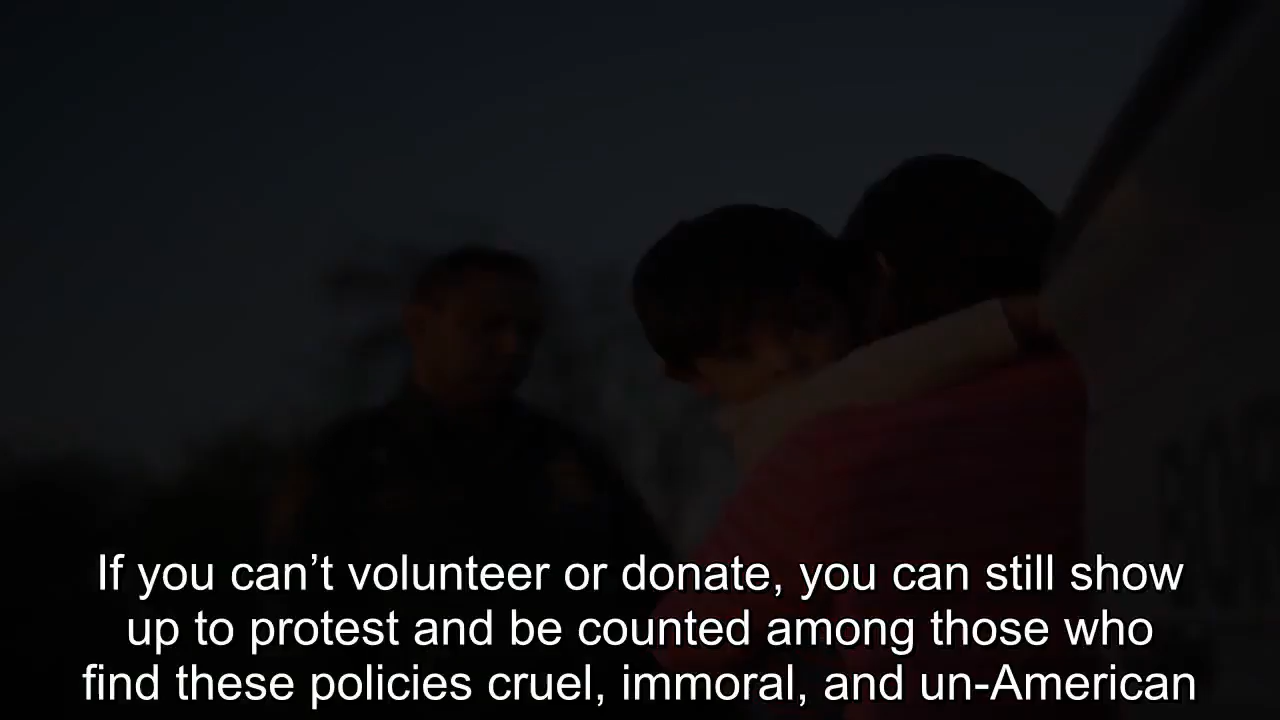 If you can’t volunteer or donate, you can still show
up to protest and be counted among those who
find these policies cruel, immoral, and un-American